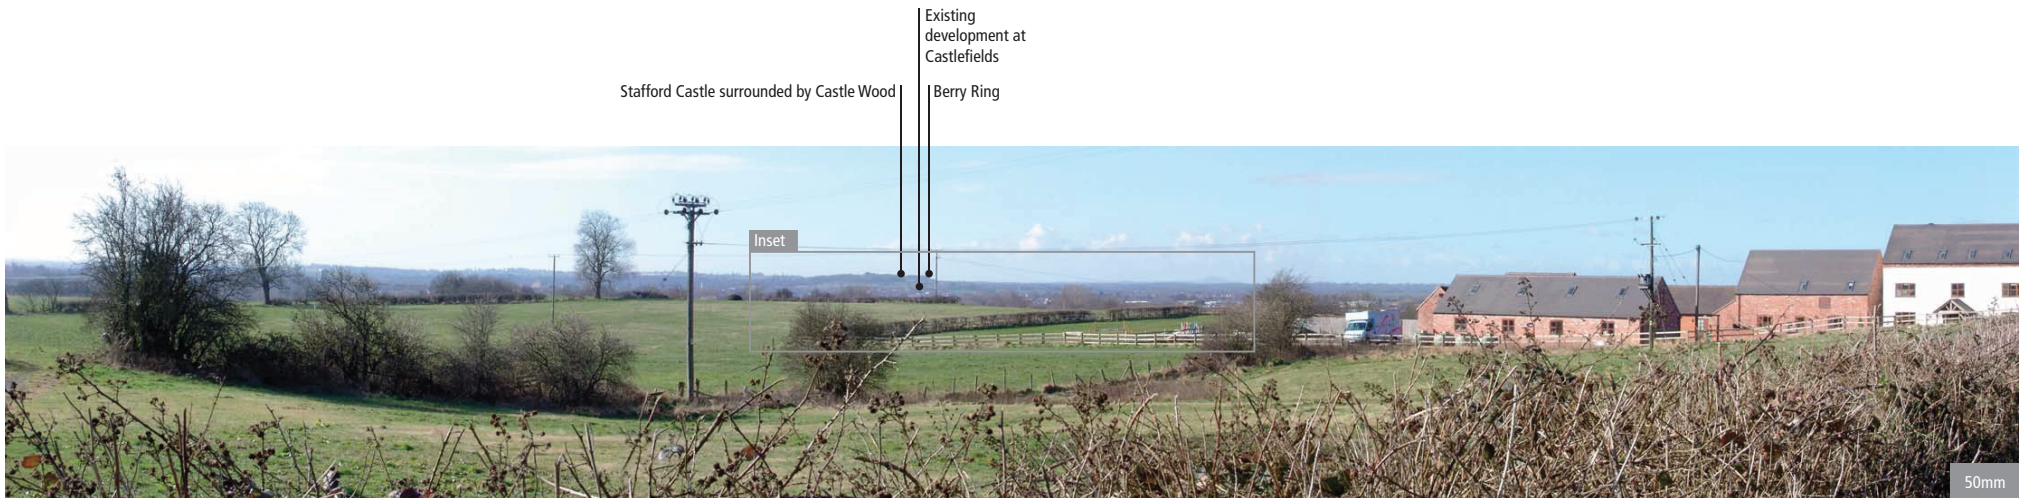 Existing
development at
Castlefields
Stafford Castle surrounded by Castle Wood
Berry Ring
Inset
50mm